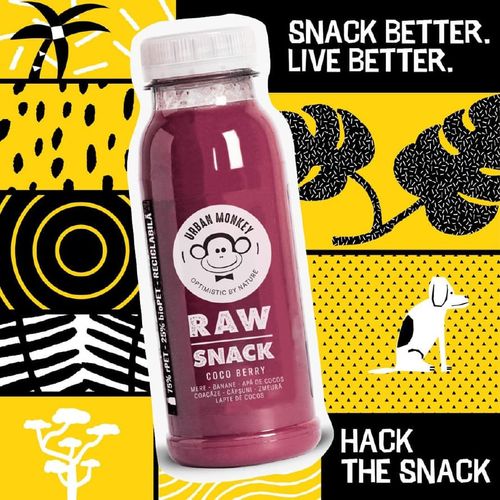 SNACK BETTER.
LIVE BETTER.
URBAN MONKEY
OPTIMISTIC BY NATURE
RAW
SNACK
COCO BERRY
MERE - BANANE - APĂ DE COCOS
COACĂZE - CĂPȘUNI - ZMEURĂ
LAPTE DE COCOS
75% rPET - 25% bioPET - RECICLABILĂ
HACK
THE SNACK